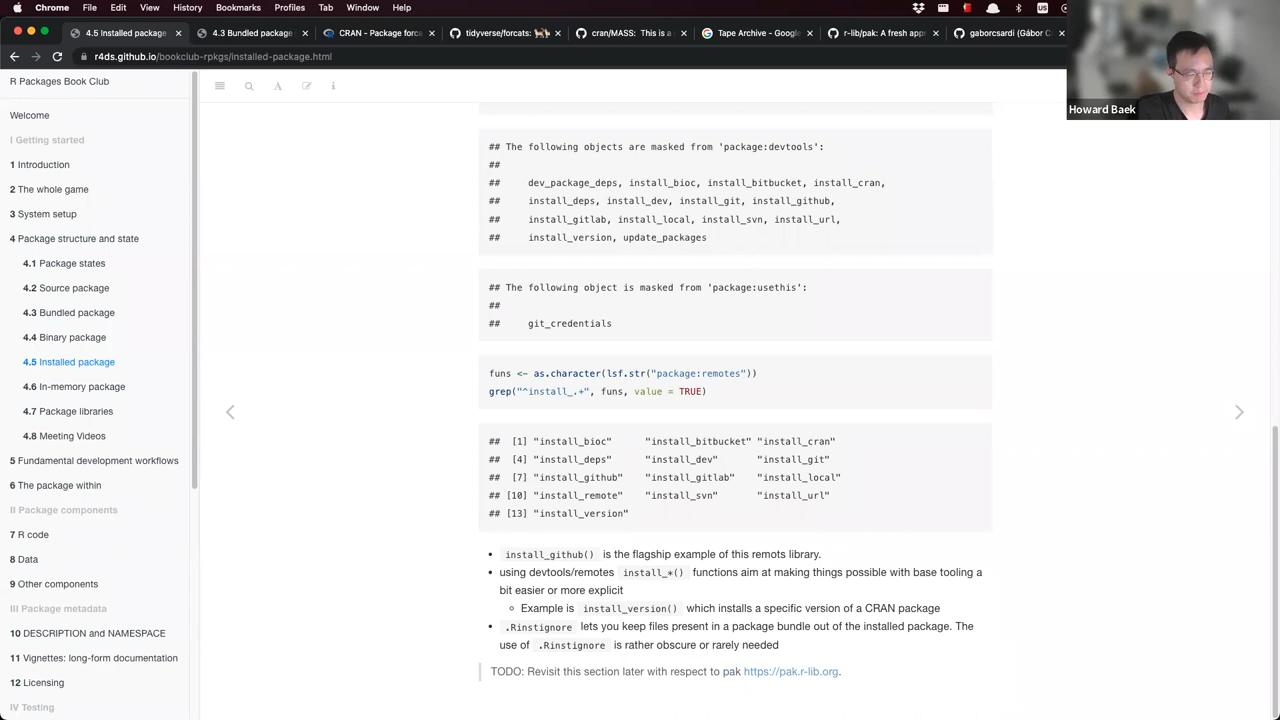 Chrome File Edit View History Bookmarks Profiles Tab Window Help
4.5 Installed package
4.3 Bundled package
CRAN - Package forca
tidyverse/forcats:
cran/MASS: This is a
Tape Archive - Google
r-lib/pak: A fresh app
gaborcsardi (Gábor C
r4ds.github.io/bookclub-rpkgs/installed-package.html
Howard Baek
R Packages Book Club
Welcome
I Getting started
1 Introduction
2 The whole game
3 System setup
4 Package structure and state
4.1 Package states
4.2 Source package
4.3 Bundled package
4.4 Binary package
4.5 Installed package
4.6 In-memory package
4.7 Package libraries
4.8 Meeting Videos
5 Fundamental development workflows
6 The package within
II Package components
7 R code
8 Data
9 Other components
III Package metadata
10 DESCRIPTION and NAMESPACE
11 Vignettes: long-form documentation
12 Licensing
IV Testing
## The following objects are masked from 'package:devtools':
##
## dev_package_deps, install_bioc, install_bitbucket, install_cran,
## install_deps, install_dev, install_git, install_github,
## install_gitlab, install_local, install_svn, install_url,
## install_version, update_packages
## The following object is masked from 'package:usethis':
##
## git_credentials
funs <- as.character(lsf.str("package:remotes"))
grep("^install_.+", funs, value = TRUE)
## [1] "install_bioc" "install_bitbucket" "install_cran"
## [4] "install_deps" "install_dev" "install_git"
## [7] "install_github" "install_gitlab" "install_local"
## [10] "install_remote" "install_svn" "install_url"
## [13] "install_version"
• install_github() is the flagship example of this remots library.
• using devtools/remotes install_*() functions aim at making things possible with base tooling a
bit easier or more explicit
○ Example is install_version() which installs a specific version of a CRAN package
• .Rinstignore lets you keep files present in a package bundle out of the installed package. The
use of .Rinstignore is rather obscure or rarely needed
TODO: Revisit this section later with respect to pak https://pak.r-lib.org.